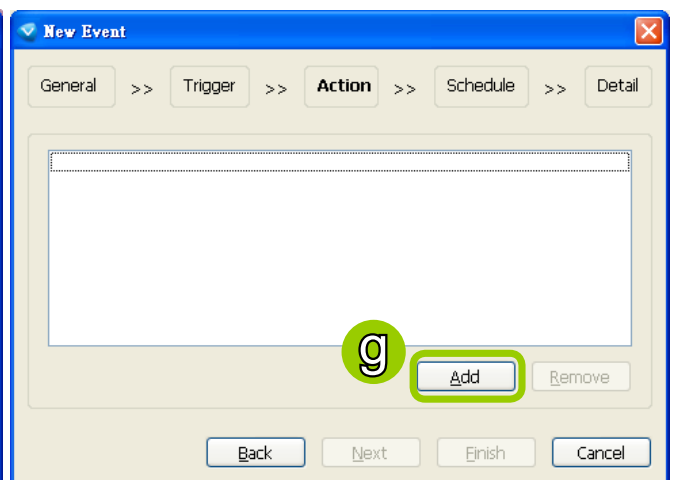 New Event
General >> Trigger >> Action >> Schedule >> Detail
g
Add Remove
Back Next Finish Cancel